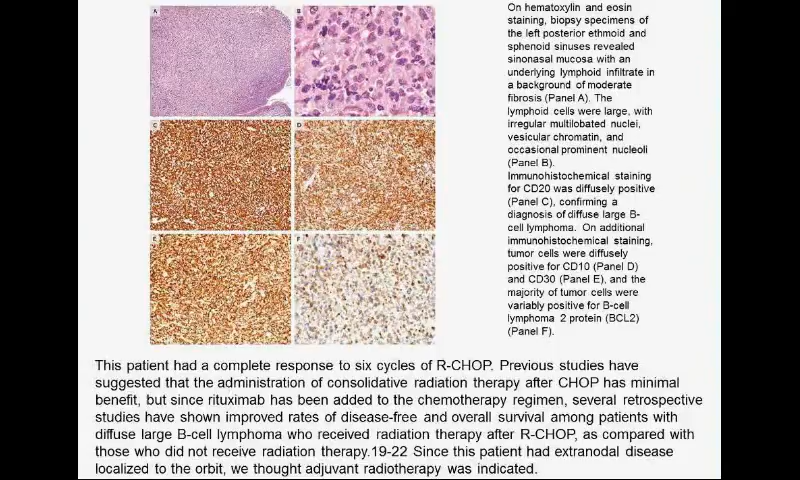 A
B
C
D
E
F
On hematoxylin and eosin
staining, biopsy specimens of
the left posterior ethmoid and
sphenoid sinuses revealed
sinonasal mucosa with an
underlying lymphoid infiltrate in
a background of moderate
fibrosis (Panel A). The
lymphoid cells were large, with
irregular multilobated nuclei,
vesicular chromatin, and
occasional prominent nucleoli
(Panel B).
Immunohistochemical staining
for CD20 was diffusely positive
(Panel C), confirming a
diagnosis of diffuse large B-
cell lymphoma. On additional
immunohistochemical staining,
tumor cells were diffusely
positive for CD10 (Panel D)
and CD30 (Panel E), and the
majority of tumor cells were
variably positive for B-cell
lymphoma 2 protein (BCL2)
(Panel F).
This patient had a complete response to six cycles of R-CHOP. Previous studies have
suggested that the administration of consolidative radiation therapy after CHOP has minimal
benefit, but since rituximab has been added to the chemotherapy regimen, several retrospective
studies have shown improved rates of disease-free and overall survival among patients with
diffuse large B-cell lymphoma who received radiation therapy after R-CHOP, as compared with
those who did not receive radiation therapy.19-22 Since this patient had extranodal disease
localized to the orbit, we thought adjuvant radiotherapy was indicated.